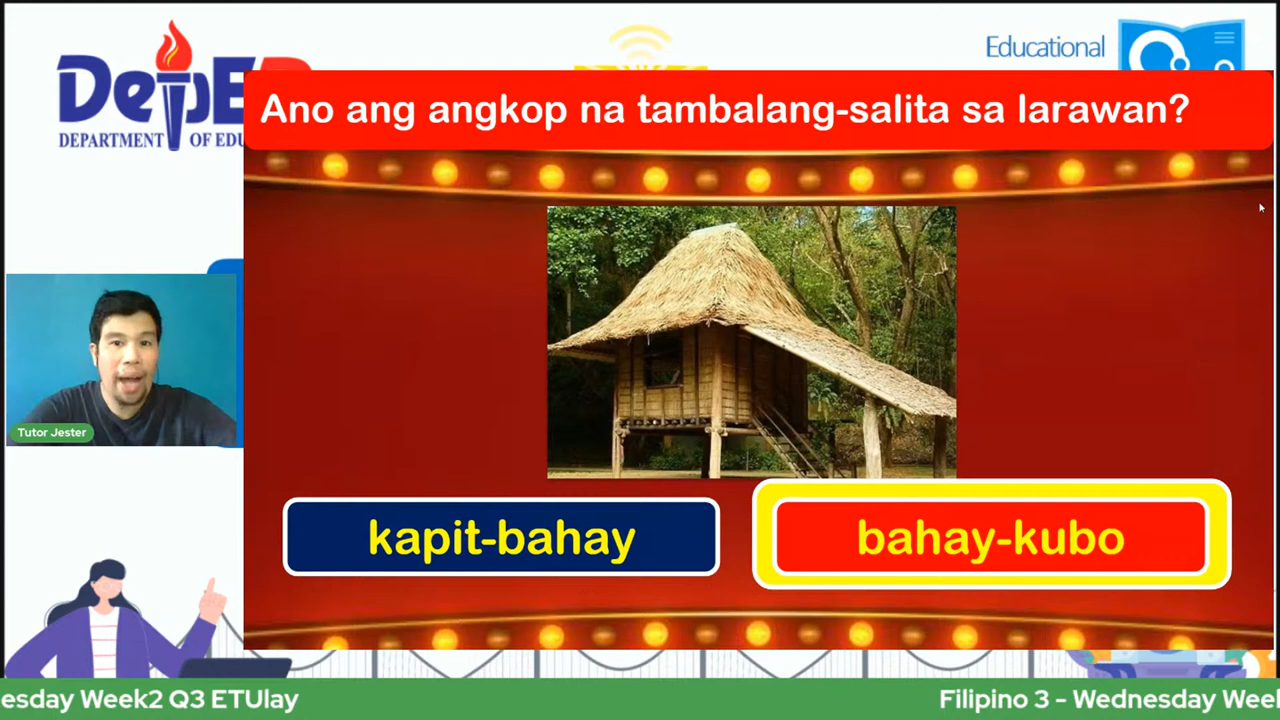 DepE
DEPARTMENT OF EDU
Educational
Ano ang angkop na tambalang-salita sa larawan?
Tutor Jester
kapit-bahay
bahay-kubo
esday Week2 Q3 ETUlay
Filipino 3 - Wednesday Week